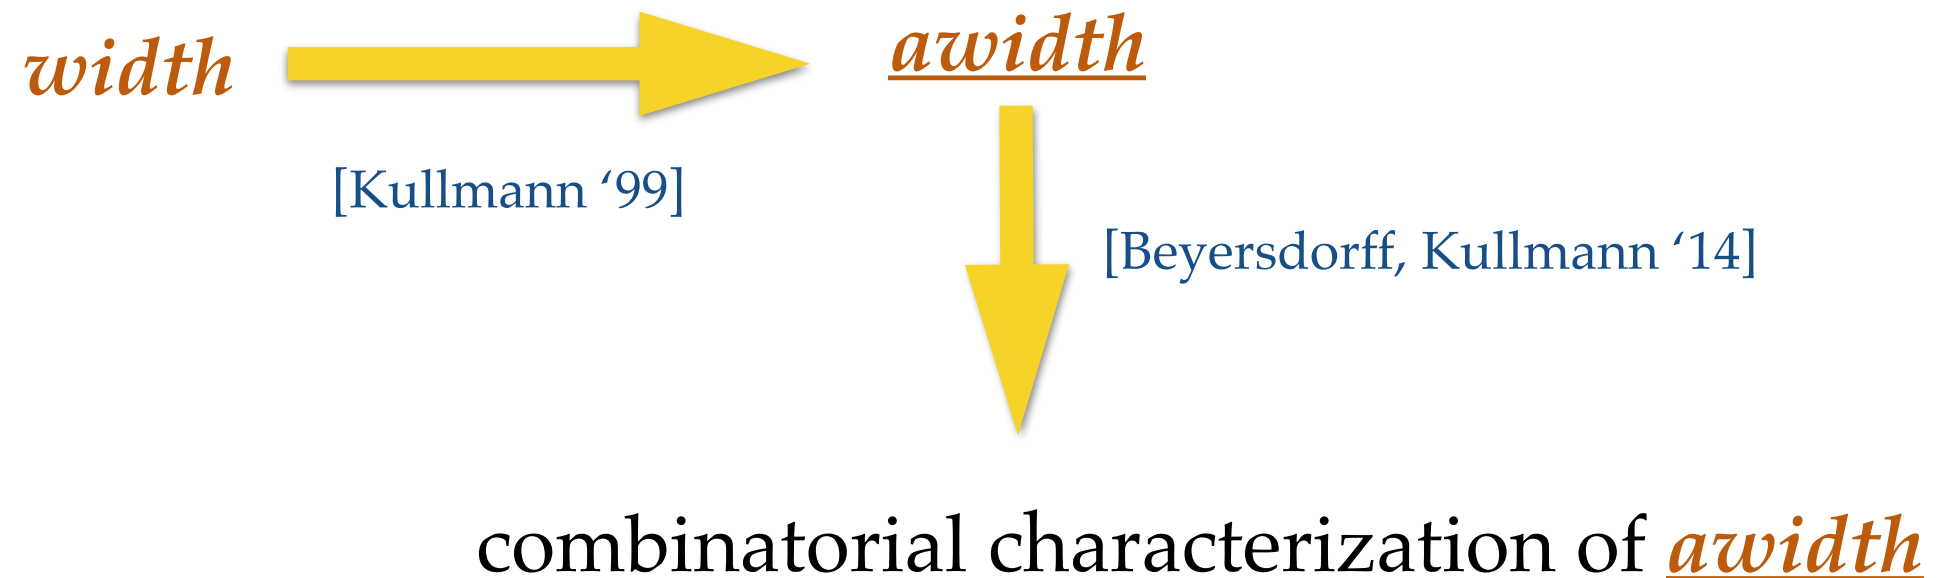 width
awidth
[Kullmann ‘99]
[Beyersdorff, Kullmann ‘14]
combinatorial characterization of awidth